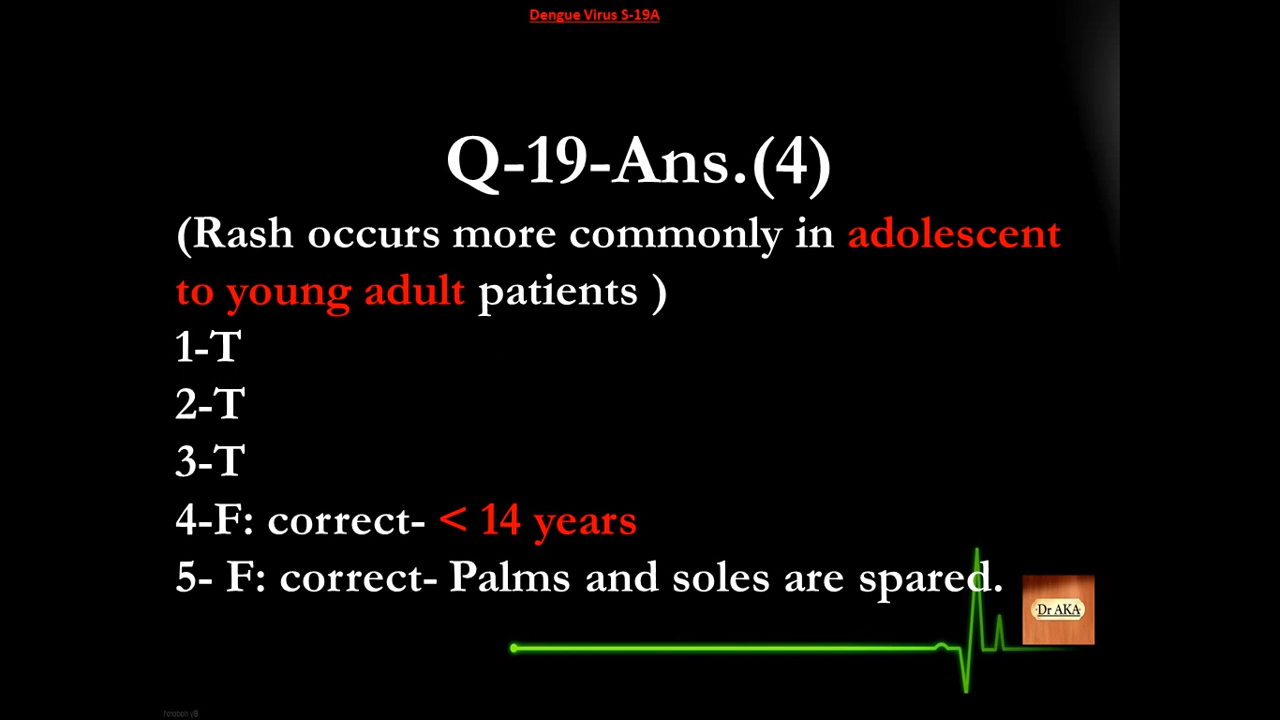 Dengue Virus S-19A
Q-19-Ans.(4)
(Rash occurs more commonly in adolescent
to young adult patients )
1-T
2-T
3-T
4-F: correct- < 14 years
5- F: correct- Palms and soles are spared.
Dr AKA